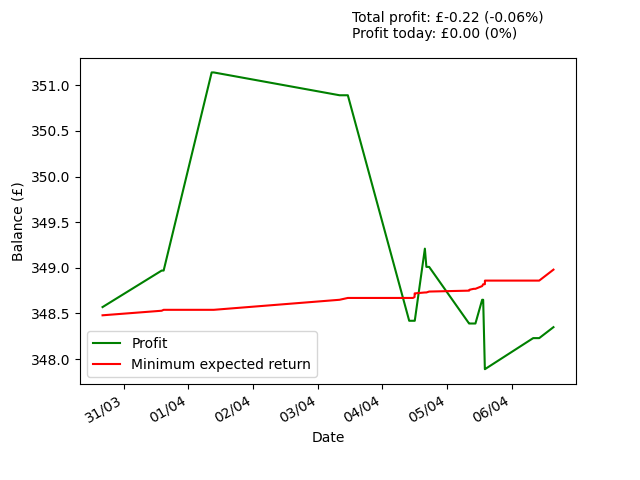 Total profit: £-0.22 (-0.06%)
Profit today: £0.00 (0%)
351.0
350.5
350.0
349.5
349.0
348.5
348.0
Balance (£)
Profit
Minimum expected return
31/03
01/04
02/04
03/04
04/04
05/04
06/04
Date